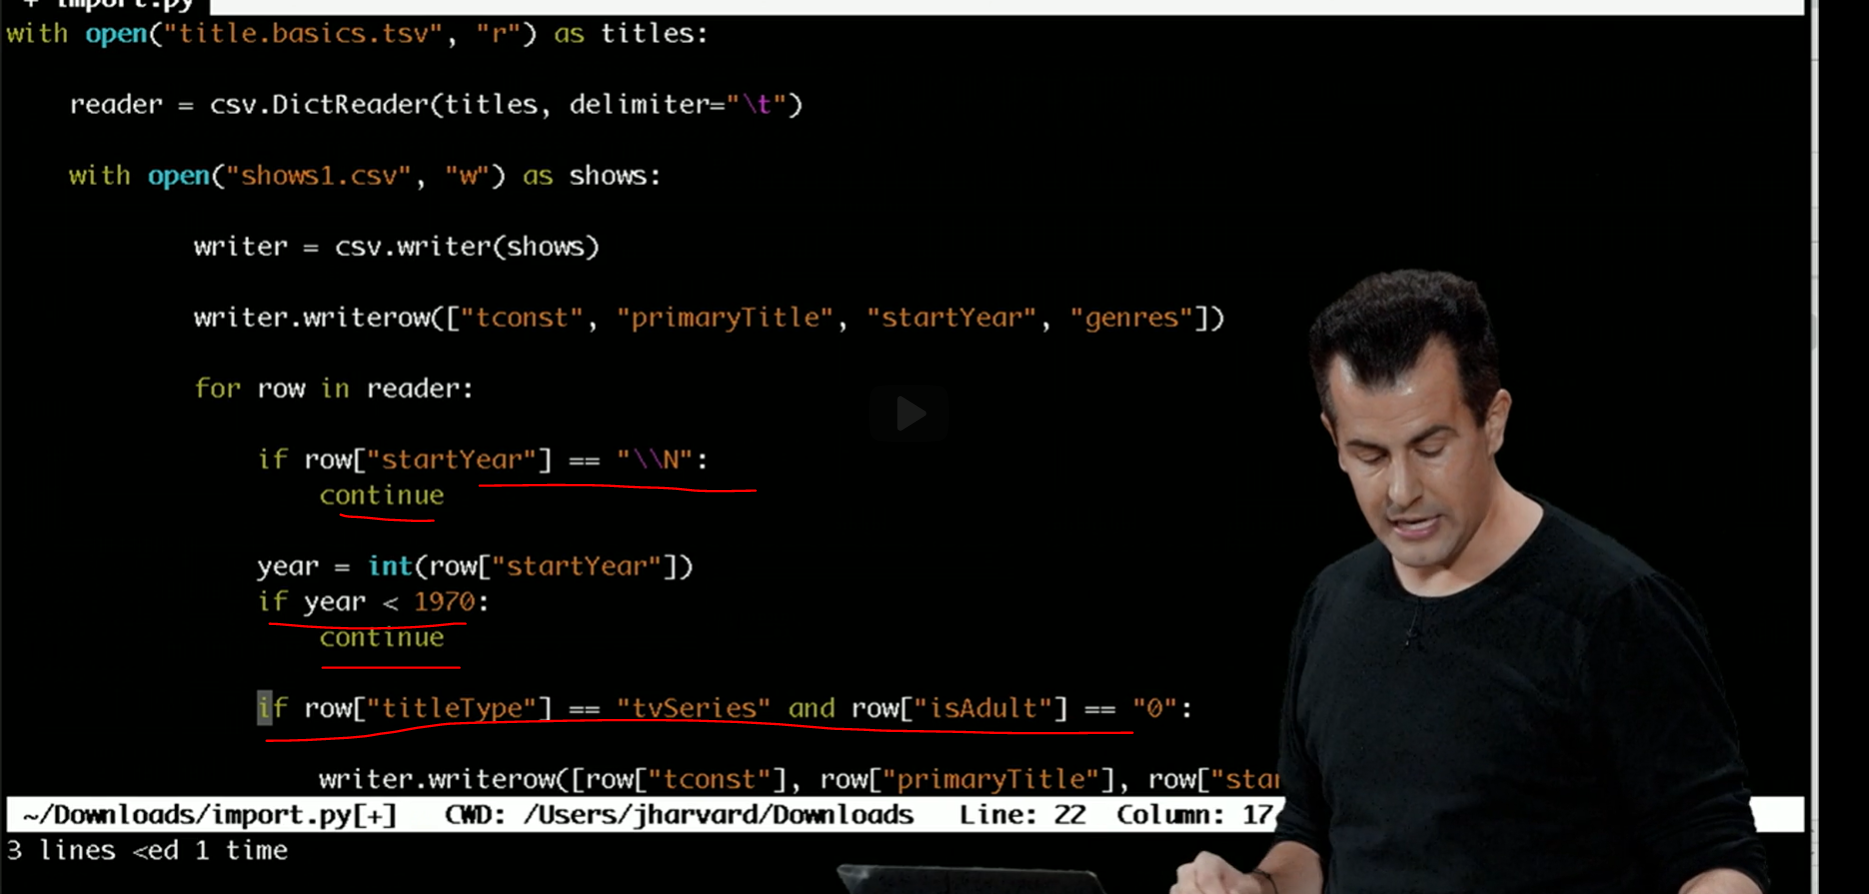 + import.py
with open("title.basics.tsv", "r") as titles:
reader = csv.DictReader(titles, delimiter="\t")
with open("shows1.csv", "w") as shows:
writer = csv.writer(shows)
writer.writerow(["tconst", "primaryTitle", "startYear", "genres"])
for row in reader:
if row["startYear"] == "\\N":
continue
year = int(row["startYear"])
if year < 1970:
continue
if row["titleType"] == "tvSeries" and row["isAdult"] == "0":
writer.writerow([row["tconst"], row["primaryTitle"], row["star
~/Downloads/import.py[+] CWD: /Users/jharvard/Downloads Line: 22 Column: 17
3 lines <ed 1 time